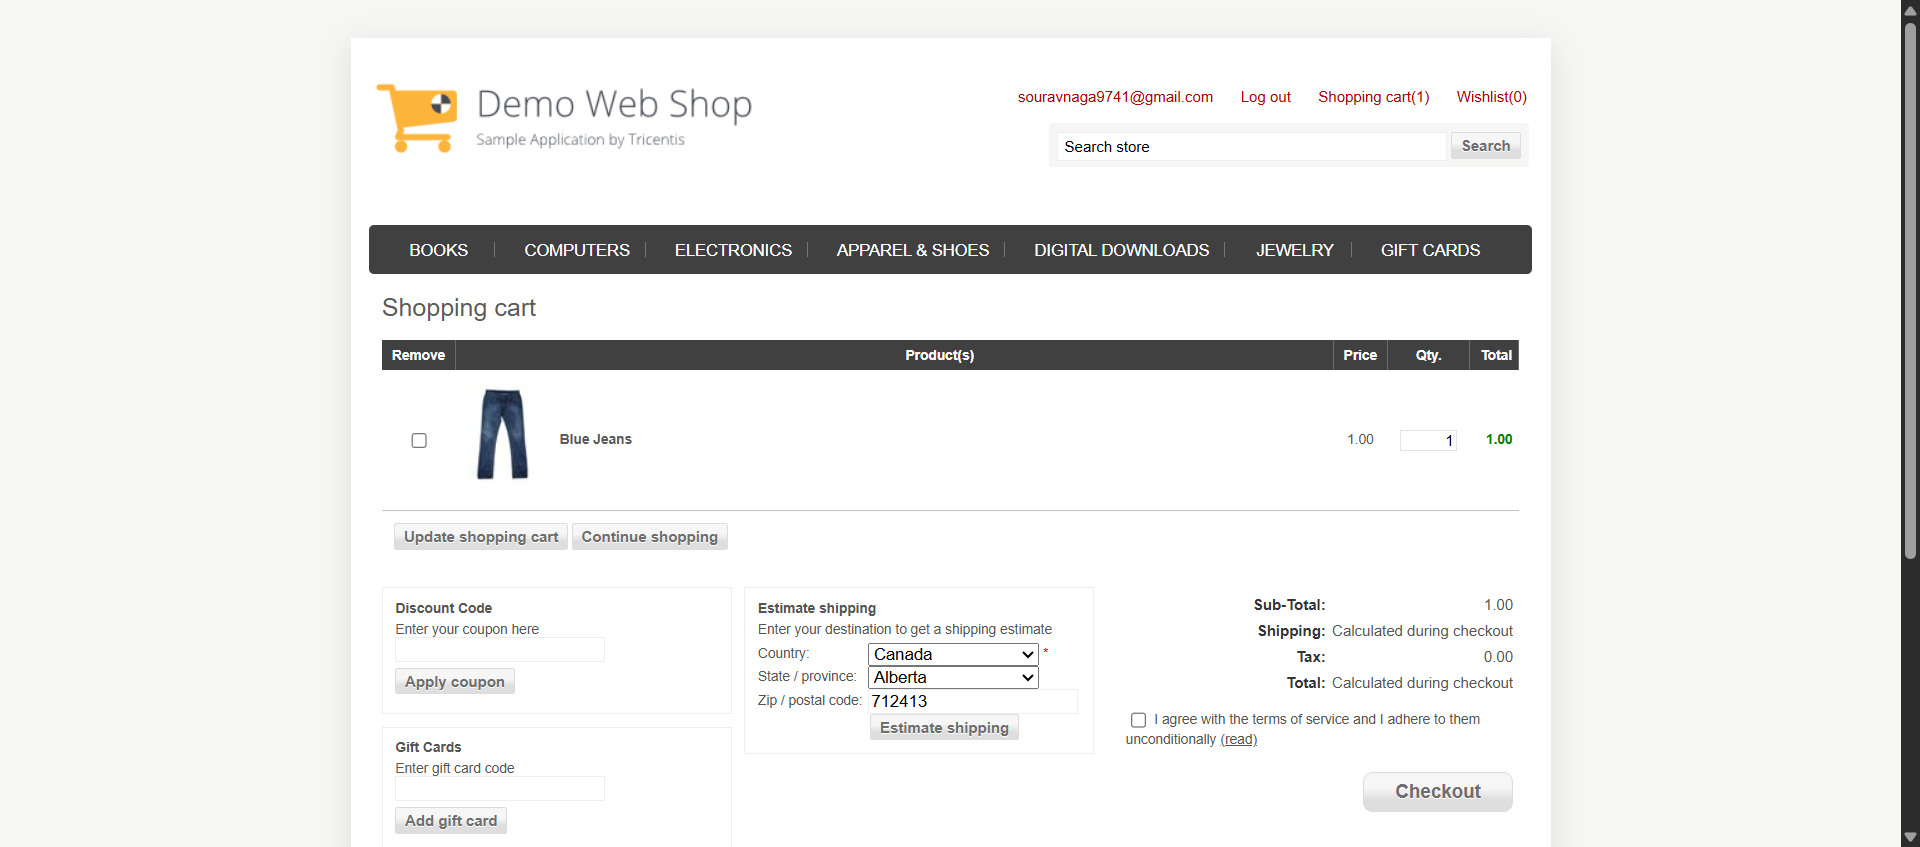 Demo Web Shop
Sample Application by Tricentis
souravnaga9741@gmail.com Log out Shopping cart(1) Wishlist(0)
Search store Search
BOOKS COMPUTERS ELECTRONICS APPAREL & SHOES DIGITAL DOWNLOADS JEWELRY GIFT CARDS
Shopping cart
Remove Product(s) Price Qty. Total
Blue Jeans 1.00 1 1.00
Update shopping cart Continue shopping
Discount Code
Enter your coupon here
Apply coupon
Gift Cards
Enter gift card code
Add gift card
Estimate shipping
Enter your destination to get a shipping estimate
Country: Canada *
State / province: Alberta
Zip / postal code: 712413
Estimate shipping
Sub-Total: 1.00
Shipping: Calculated during checkout
Tax: 0.00
Total: Calculated during checkout
I agree with the terms of service and I adhere to them
unconditionally (read)
Checkout